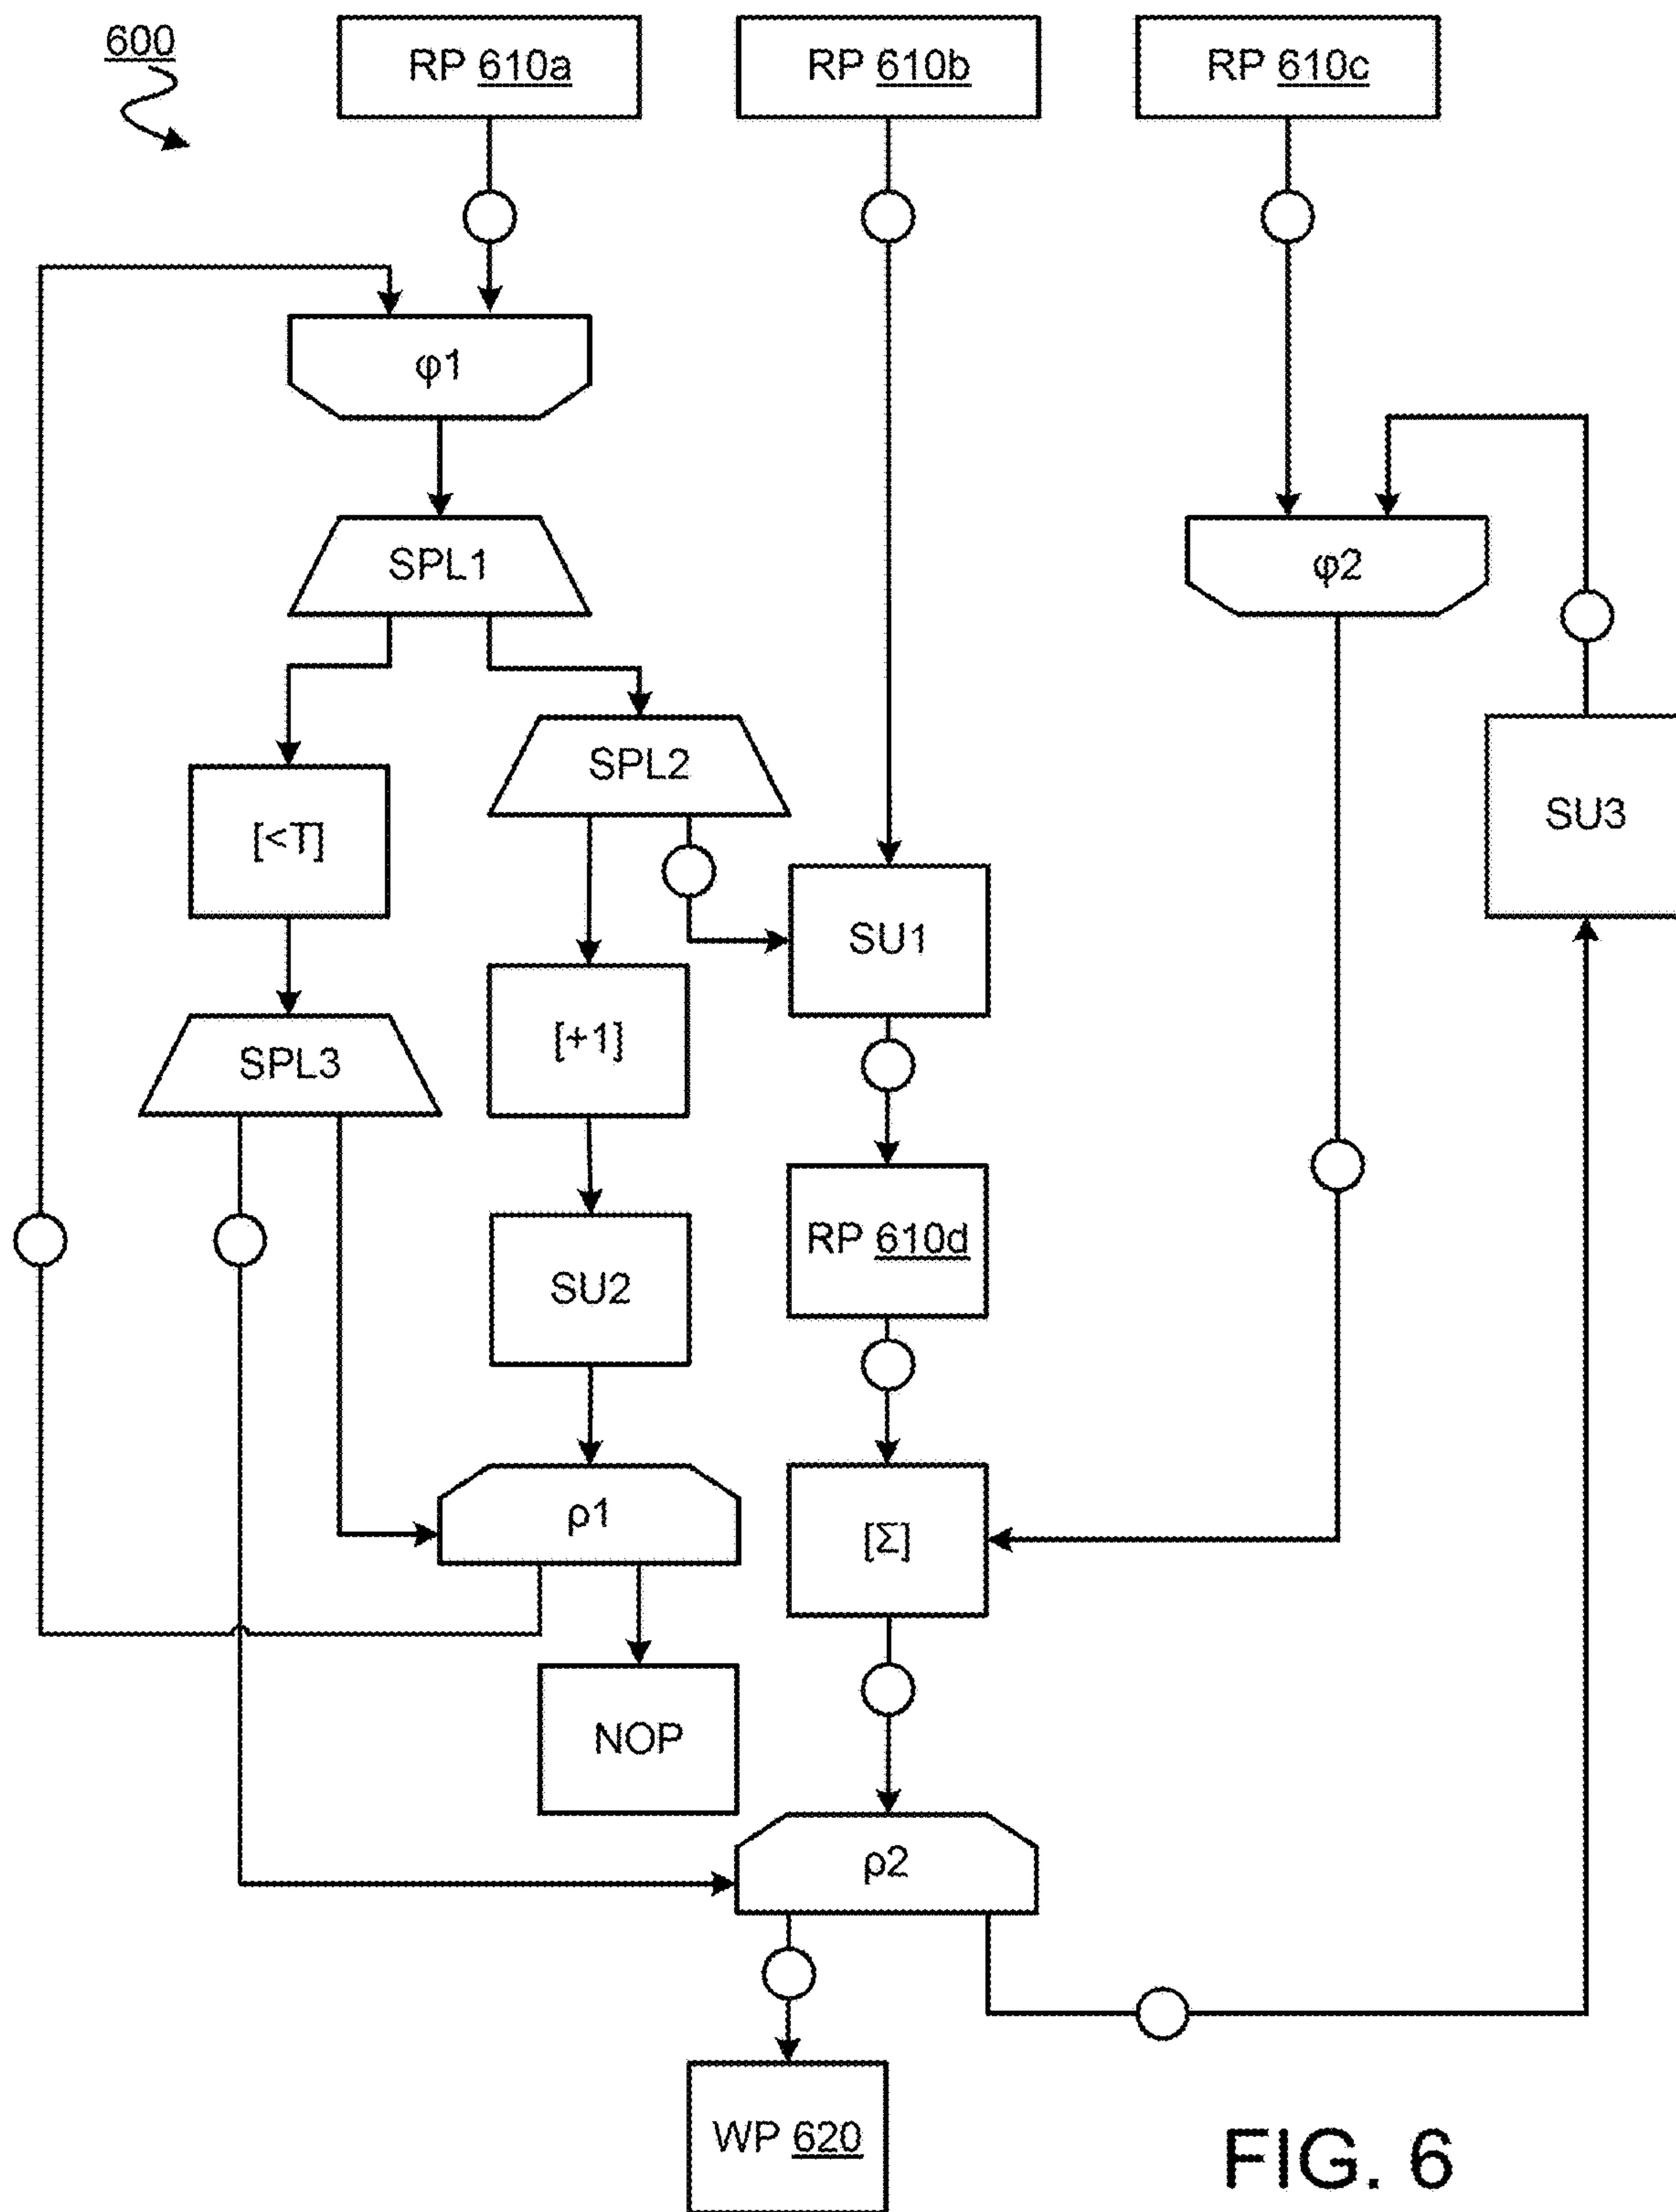 600
RP 610a
RP 610b
RP 610c
φ1
SPL1
φ2
SPL2
[<T]
SU3
SU1
[+1]
SPL3
RP 610d
SU2
ρ1
[Σ]
NOP
ρ2
WP 620
FIG. 6